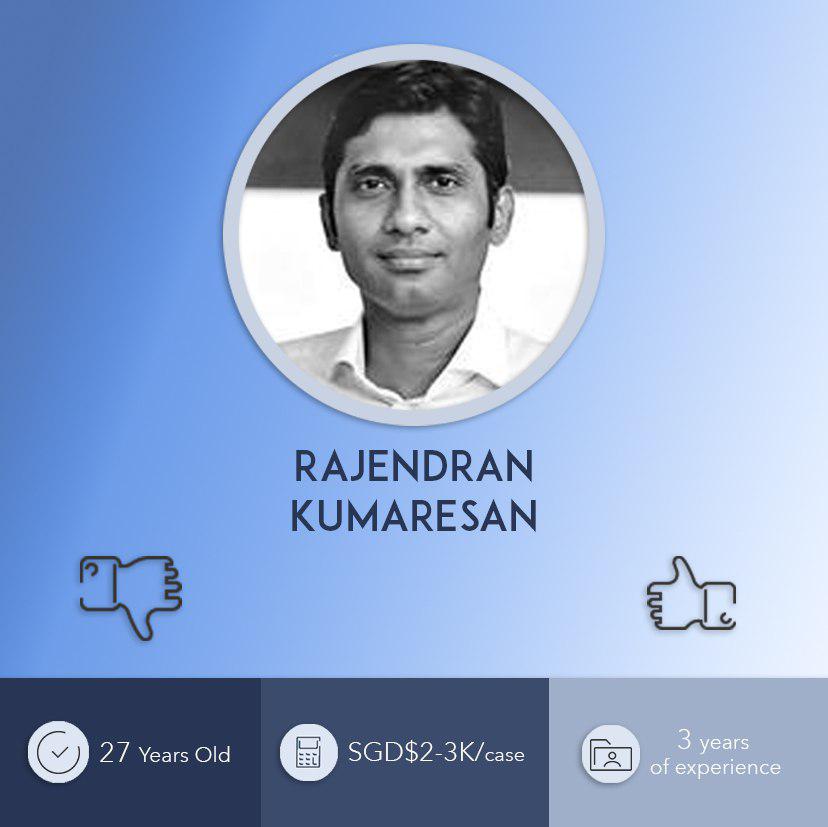 RAJENDRAN
KUMARESAN
27 Years Old
SGD$2-3K/case
3 years
of experience